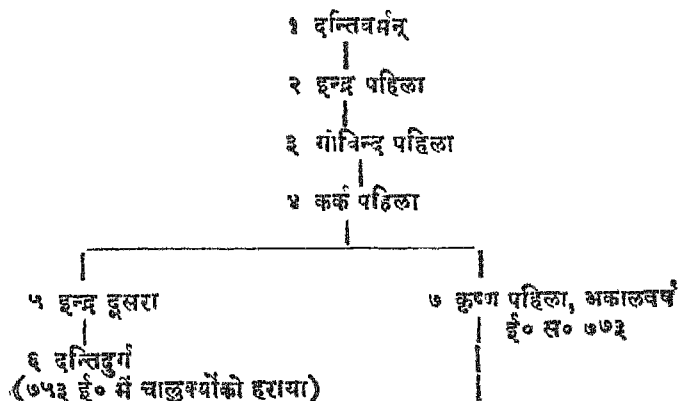 १ दन्तिवर्मन्
२ इन्द्र पहिला
३ गोविन्द पहिला
४ कर्क पहिला
५ इन्द्र दूसरा
७ कृष्ण पहिला, अकालवर्ष
ई० स० ७७३
६ दन्तिदुर्ग
(७५३ ई० में चालुक्योंको हराया)